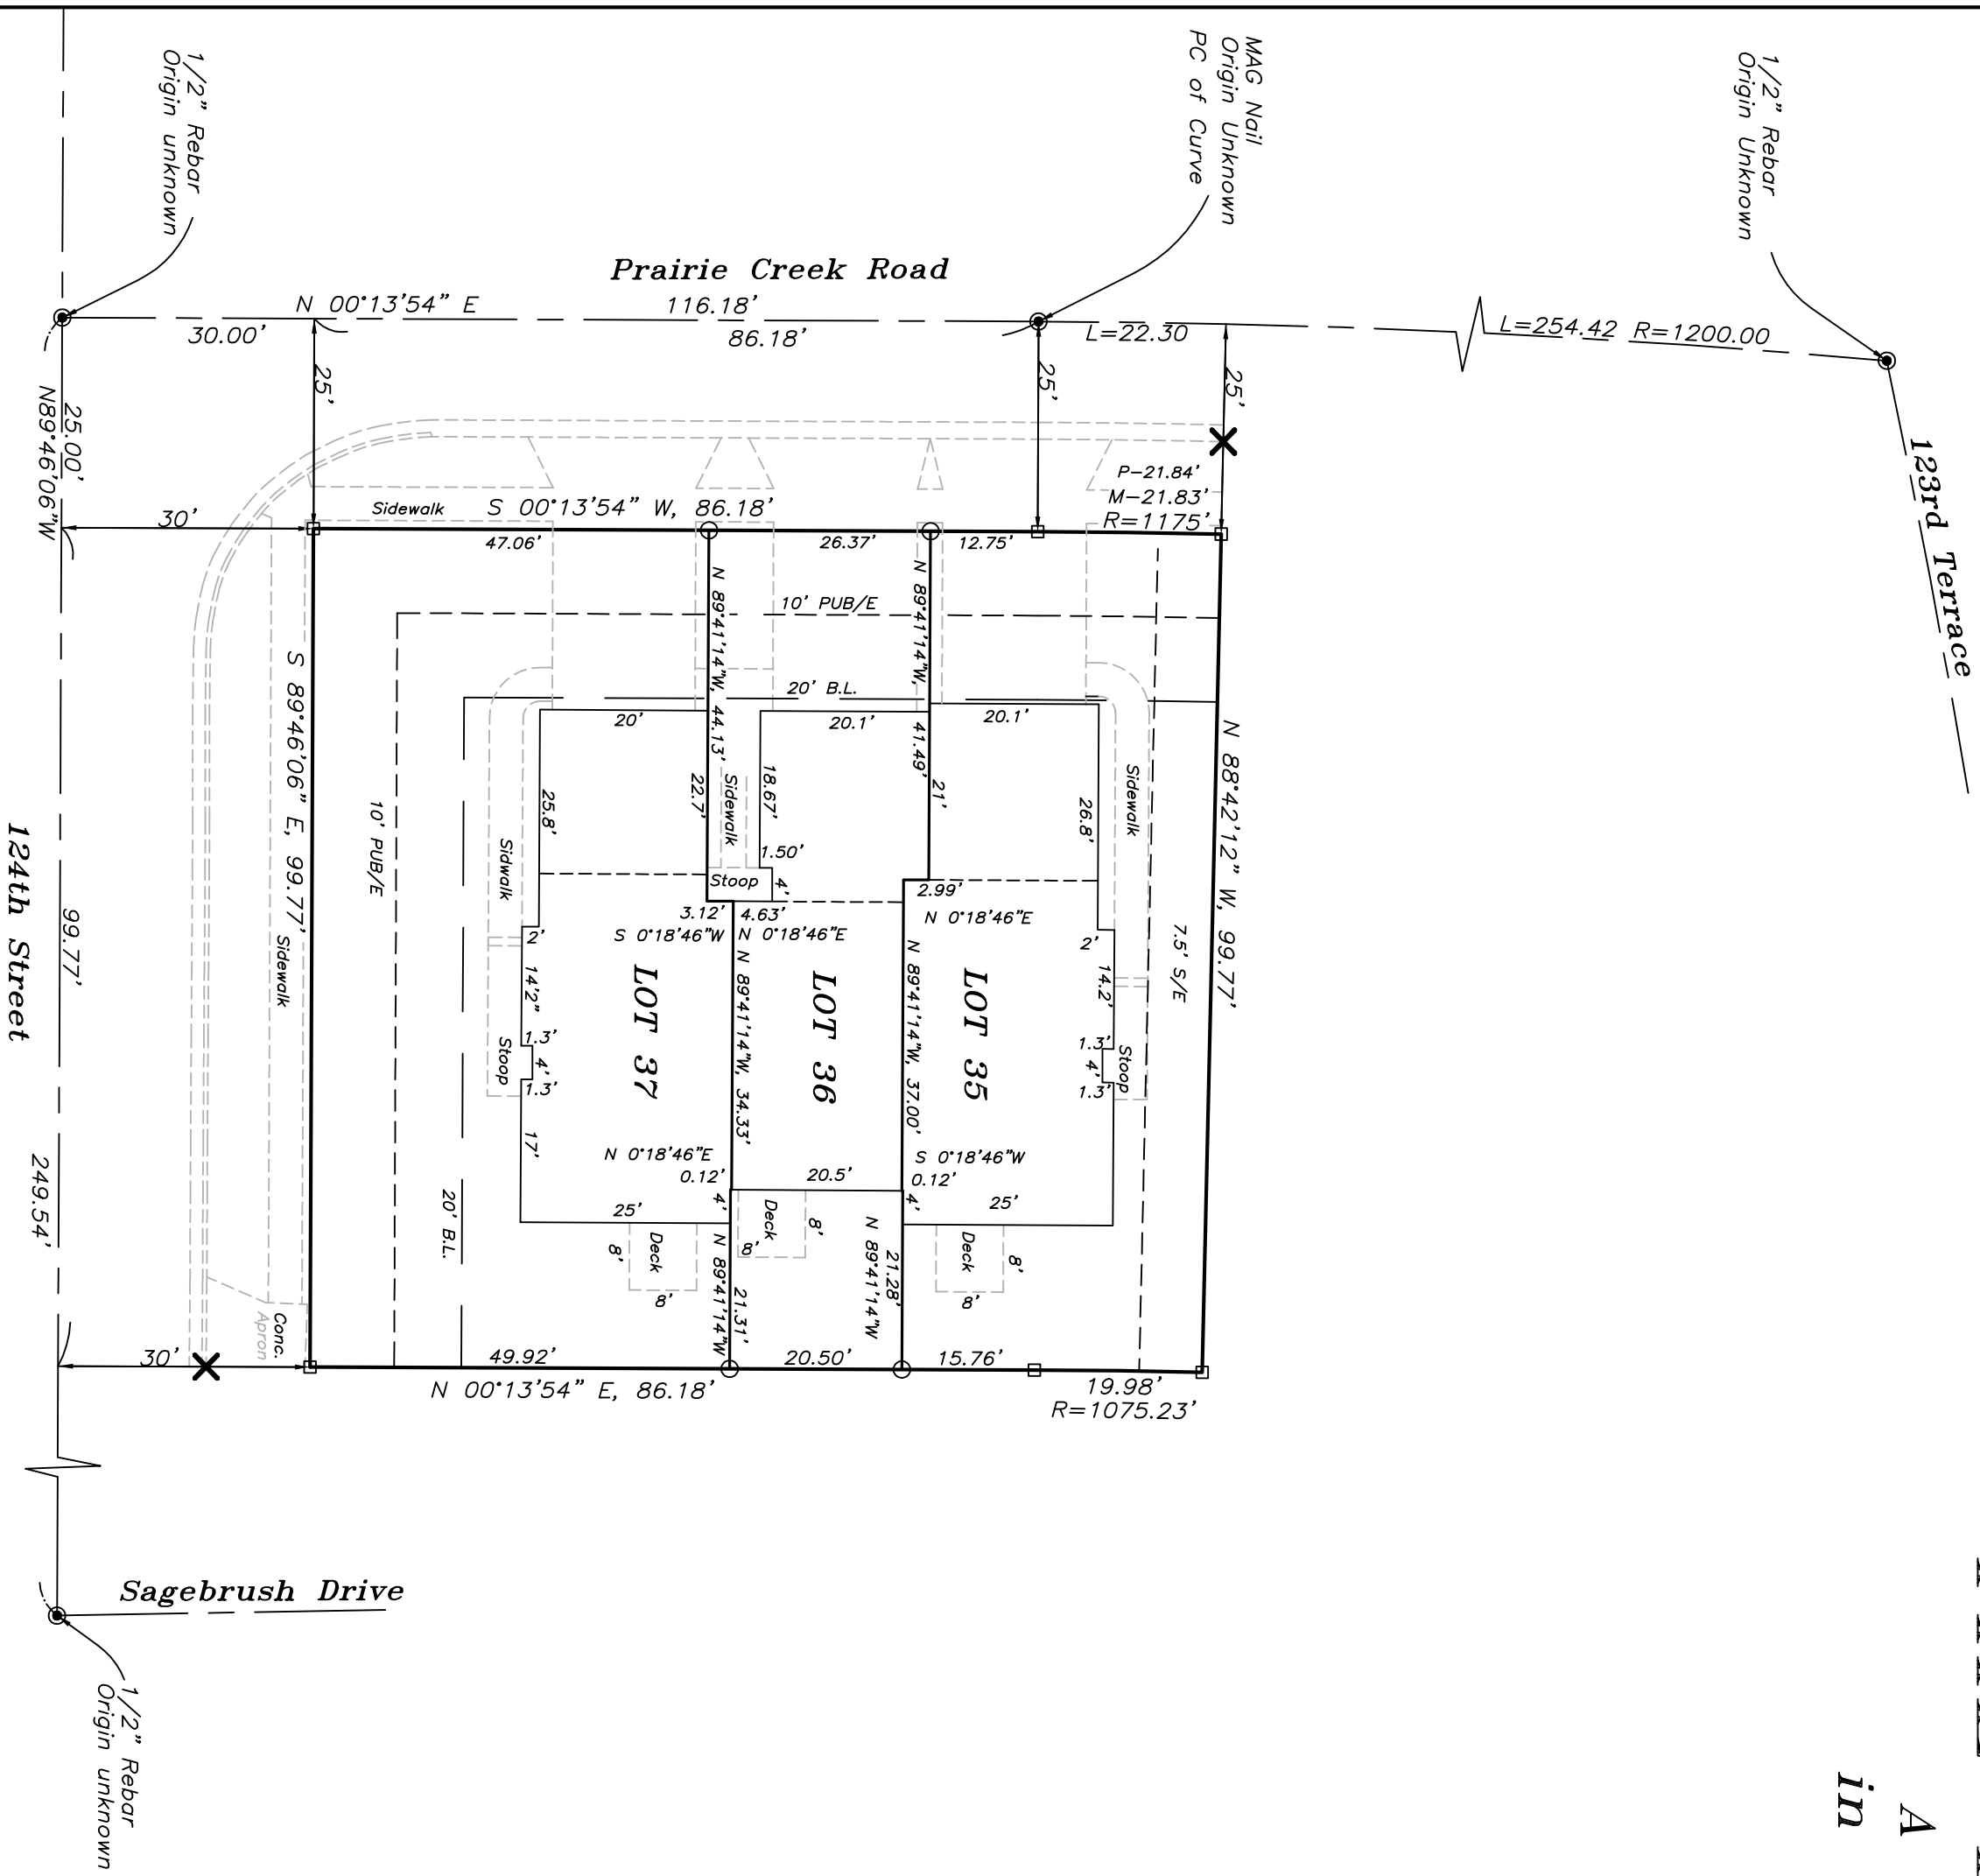 1/2" Rebar
Origin unknown
MAG Nail
Origin Unknown
PC of Curve
1/2" Rebar
Origin Unknown
Prairie Creek Road
N 00°13'54" E
116.18'
30.00'
86.18'
L=22.30
L=254.42 R=1200.00
25'
25'
25'
123rd Terrace
25.00'
N89°46'06"W
30'
P-21.84'
M-21.83'
R=1175'
Sidewalk
S 00°13'54" W, 86.18'
47.06'
26.37'
12.75'
10' PUB/E
N 89°41'14"W, 44.13'
N 89°41'14"W, 41.49'
20' B.L.
20'
20.1'
20.1'
S 89°46'06" E, 99.77'
N 88°42'12" W, 99.77'
10' PUB/E
25.8'
22.7'
Sidewalk
18.67'
21'
26.8'
Sidewalk
Sidwalk
1.50'
Stoop
4'
2.99'
3.12'
4.63'
N 0°18'46"E
S 0°18'46"W
N 0°18'46"E
2'
2'
7.5' S/E
Sidewalk
14'2"
14.2'
LOT 37
LOT 36
LOT 35
N 89°41'14"W, 34.33'
N 89°41'14"W, 37.00'
1.3'
4'
1.3'
Stoop
1.3'
4'
1.3'
Stoop
124th Street
99.77'
249.54'
17'
N 0°18'46"E
0.12'
20.5'
S 0°18'46"W
0.12'
20' B.L.
25'
4'
4'
25'
Deck
8'
8'
Deck
8'
8'
Deck
8'
8'
N 89°41'14"W
21.31'
N 89°41'14"W
21.28'
Conc.
Apron
30'
49.92'
20.50'
15.76'
N 00°13'54" E, 86.18'
19.98'
R=1075.23'
Sagebrush Drive
1/2" Rebar
Origin unknown
A
in